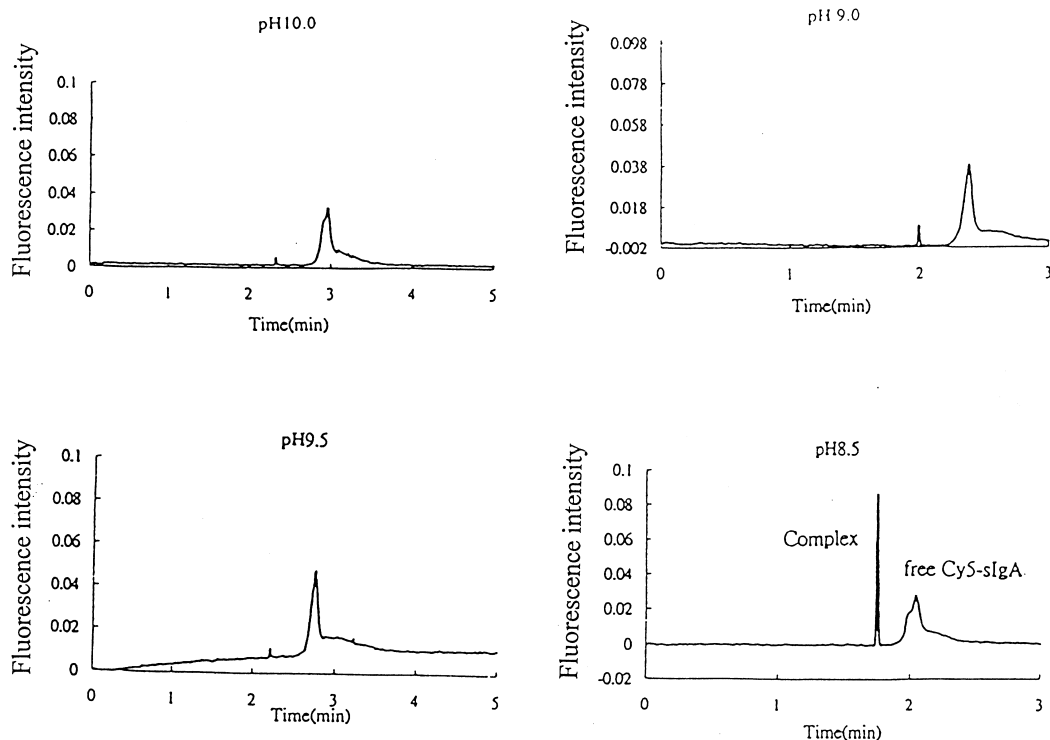 pH10.0
Fluorescence intensity
0.1
0.08
0.06
0.04
0.02
0
0 1 2 3 4 5
Time(min)
pH 9.0
Fluorescence intensity
0.098
0.078
0.058
0.038
0.018
-0.002
0 1 2 3
Time(min)
pH9.5
Fluorescence intensity
0.1
0.08
0.06
0.04
0.02
0
0 1 2 3 4 5
Time(min)
pH8.5
Fluorescence intensity
0.1
0.08
0.06
0.04
0.02
0
-0.02
Complex
free Cy5-sIgA
0 1 2 3
Time(min)